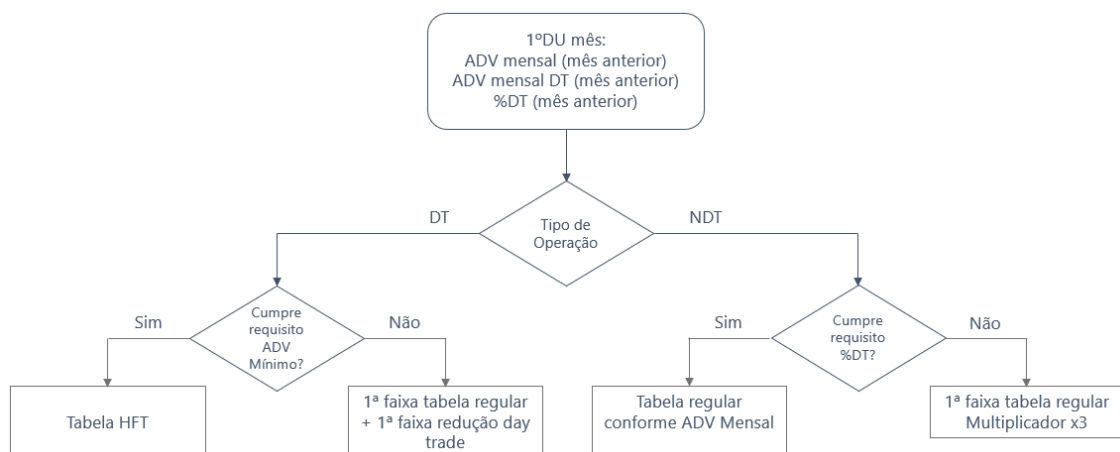 1ºDU mês:
ADV mensal (mês anterior)
ADV mensal DT (mês anterior)
%DT (mês anterior)
DT
Tipo de
Operação
NDT
Sim
Cumpre
requisito
ADV
Mínimo?
Não
Sim
Cumpre
requisito
%DT?
Não
Tabela HFT
1ª faixa tabela regular
+ 1ª faixa redução day
trade
Tabela regular
conforme ADV Mensal
1ª faixa tabela regular
Multiplicador x3